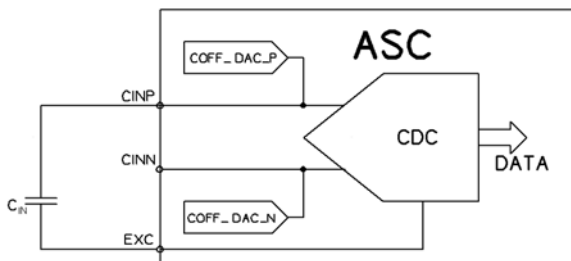 ASC
COFF_DAC_P
CINP
CDC
CINN
DATA
C_IN
COFF_DAC_N
EXC